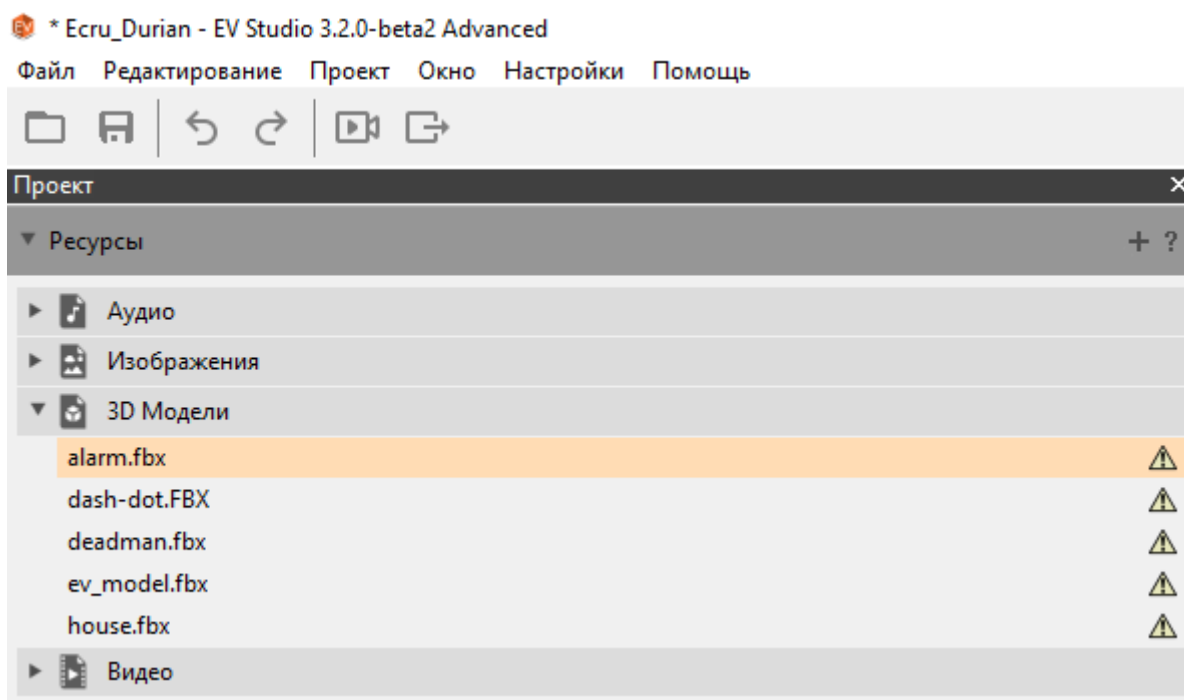 * Ecru_Durian - EV Studio 3.2.0-beta2 Advanced
Файл Редактирование Проект Окно Настройки Помощь
Проект
Ресурсы + ?
Аудио
Изображения
3D Модели
alarm.fbx
dash-dot.FBX
deadman.fbx
ev_model.fbx
house.fbx
Видео